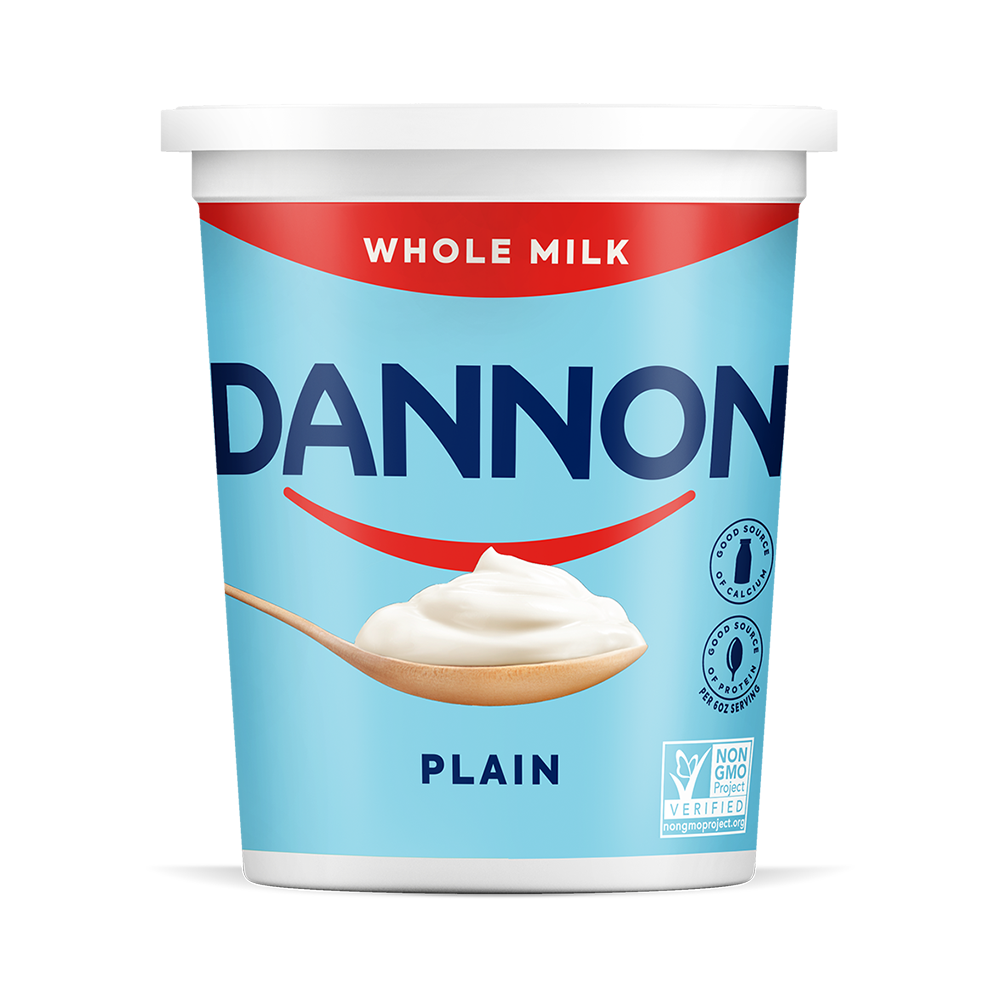 WHOLE MILK
DANNON
GOOD SOURCE
OF CALCIUM
GOOD SOURCE
OF PROTEIN
PER 6OZ SERVING
PLAIN
NON
GMO
Project
VERIFIED
nongmoproject.org